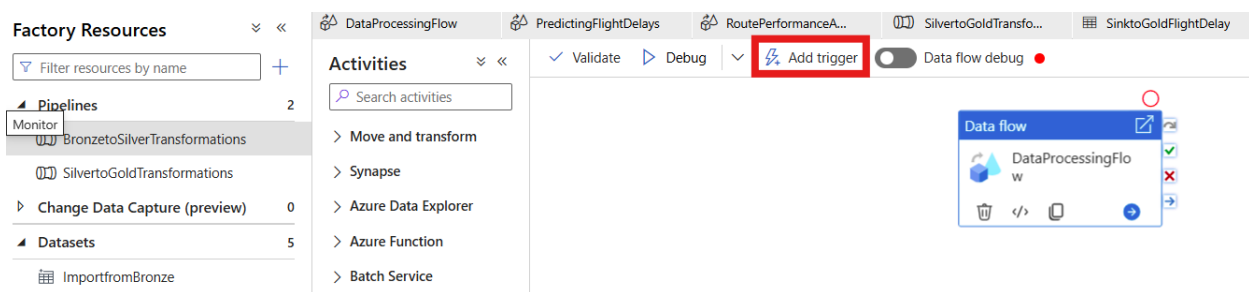 Factory Resources
Filter resources by name
Pipelines 2
Monitor
BronzetoSilverTransformations
SilvertoGoldTransformations
Change Data Capture (preview) 0
Datasets 5
ImportfromBronze
DataProcessingFlow PredictingFlightDelays RoutePerformanceA... SilvertoGoldTransfo... SinktoGoldFlightDelay
Activities
Search activities
Move and transform
Synapse
Azure Data Explorer
Azure Function
Batch Service
Validate Debug Add trigger Data flow debug
Data flow
DataProcessingFlo
w